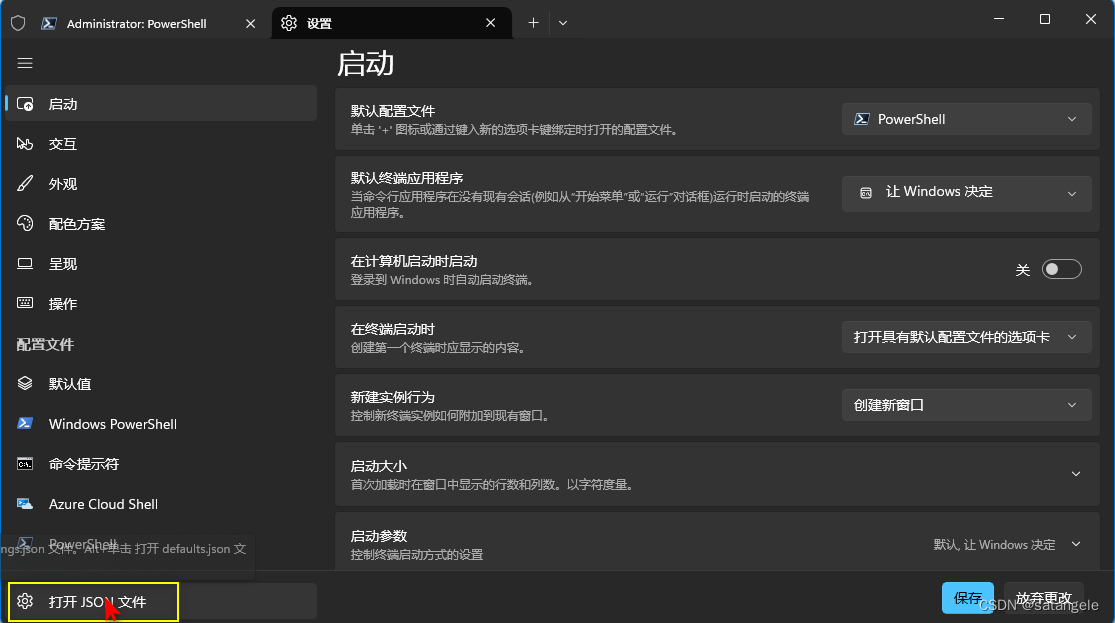 Administrator: PowerShell
设置
启动
启动
交互
外观
配色方案
呈现
操作
配置文件
默认值
Windows PowerShell
命令提示符
Azure Cloud Shell
PowerShell
ngs.json 文件。Alt+单击 打开 defaults.json 文
打开 JSON 文件
默认配置文件
单击 '+' 图标或通过键入新的选项卡键绑定时打开的配置文件。
PowerShell
默认终端应用程序
当命令行应用程序在没有现有会话(例如从“开始菜单”或“运行”对话框)运行时启动的终端
应用程序。
让 Windows 决定
在计算机启动时启动
登录到 Windows 时自动启动终端。
关
在终端启动时
创建第一个终端时应显示的内容。
打开具有默认配置文件的选项卡
新建实例行为
控制新终端实例如何附加到现有窗口。
创建新窗口
启动大小
首次加载时在窗口中显示的行数和列数。以字符度量。
启动参数
控制终端启动方式的设置
默认, 让 Windows 决定
保存
放弃更改
CSDN @satangele